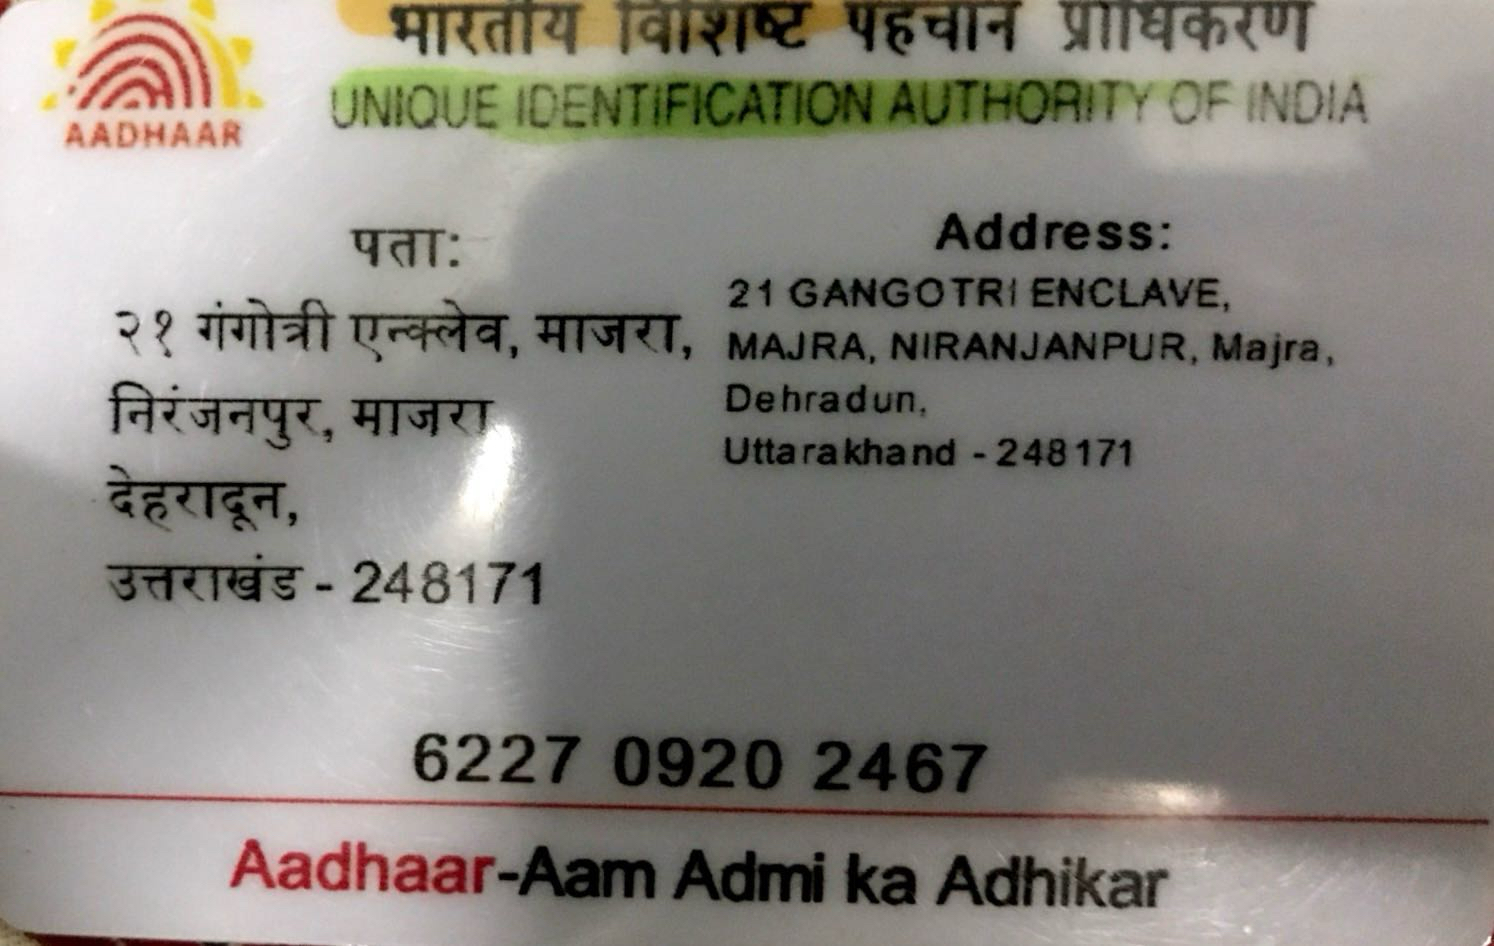 भारतीय विशिष्ट पहचान प्राधिकरण
UNIQUE IDENTIFICATION AUTHORITY OF INDIA
AADHAAR
पता:
२१ गंगोत्री एन्क्लेव, माजरा,
निरंजनपुर, माजरा
देहरादून,
उत्तराखंड - 248171
Address:
21 GANGOTRI ENCLAVE,
MAJRA, NIRANJANPUR, Majra,
Dehradun,
Uttarakhand - 248171
6227 0920 2467
Aadhaar-Aam Admi ka Adhikar